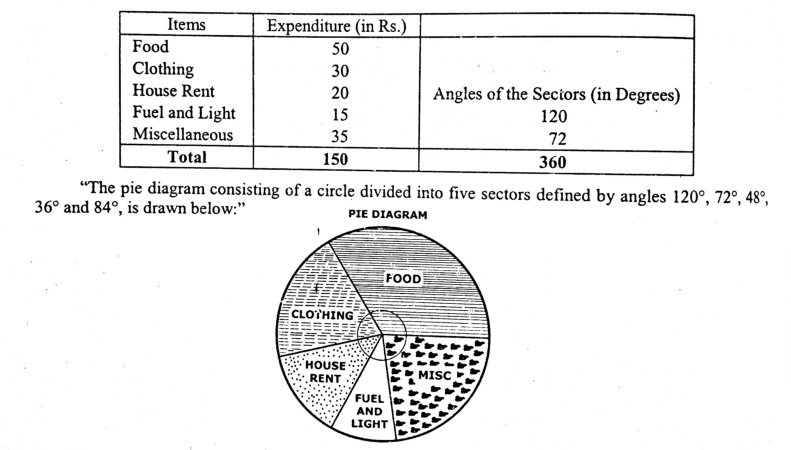 Items Expenditure (in Rs.)
Food 50
Clothing 30
House Rent 20 Angles of the Sectors (in Degrees)
Fuel and Light 15 120
Miscellaneous 35 72
Total 150 360
“The pie diagram consisting of a circle divided into five sectors defined by angles 120°, 72°, 48°,
36° and 84°, is drawn below:”
PIE DIAGRAM
FOOD
CLOTHING
HOUSE
RENT
MISC
FUEL
AND
LIGHT